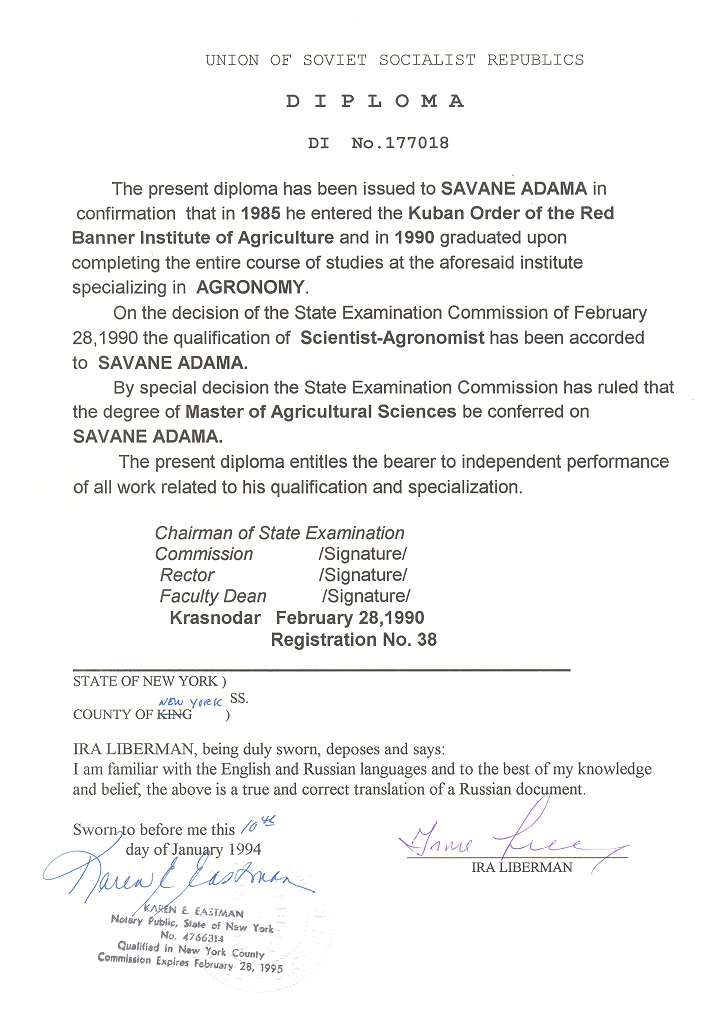 UNION OF SOVIET SOCIALIST REPUBLICS
D I P L O M A
DI No.177018
The present diploma has been issued to SAVANE ADAMA in
confirmation that in 1985 he entered the Kuban Order of the Red
Banner Institute of Agriculture and in 1990 graduated upon
completing the entire course of studies at the aforesaid institute
specializing in AGRONOMY.
On the decision of the State Examination Commission of February
28,1990 the qualification of Scientist-Agronomist has been accorded
to SAVANE ADAMA.
By special decision the State Examination Commission has ruled that
the degree of Master of Agricultural Sciences be conferred on
SAVANE ADAMA.
The present diploma entitles the bearer to independent performance
of all work related to his qualification and specialization.
Chairman of State Examination
Commission /Signature/
Rector /Signature/
Faculty Dean /Signature/
Krasnodar February 28,1990
Registration No. 38
STATE OF NEW YORK )
NEW YORK SS.
COUNTY OF KING )
IRA LIBERMAN, being duly sworn, deposes and says:
I am familiar with the English and Russian languages and to the best of my knowledge
and belief, the above is a true and correct translation of a Russian document.
Sworn to before me this 10th
day of January 1994
Karen E Eastman
IRA LIBERMAN
KAREN E. EASTMAN
Notary Public, State of New York
No. 4766314
Qualified in New York County
Commission Expires February 28, 1995